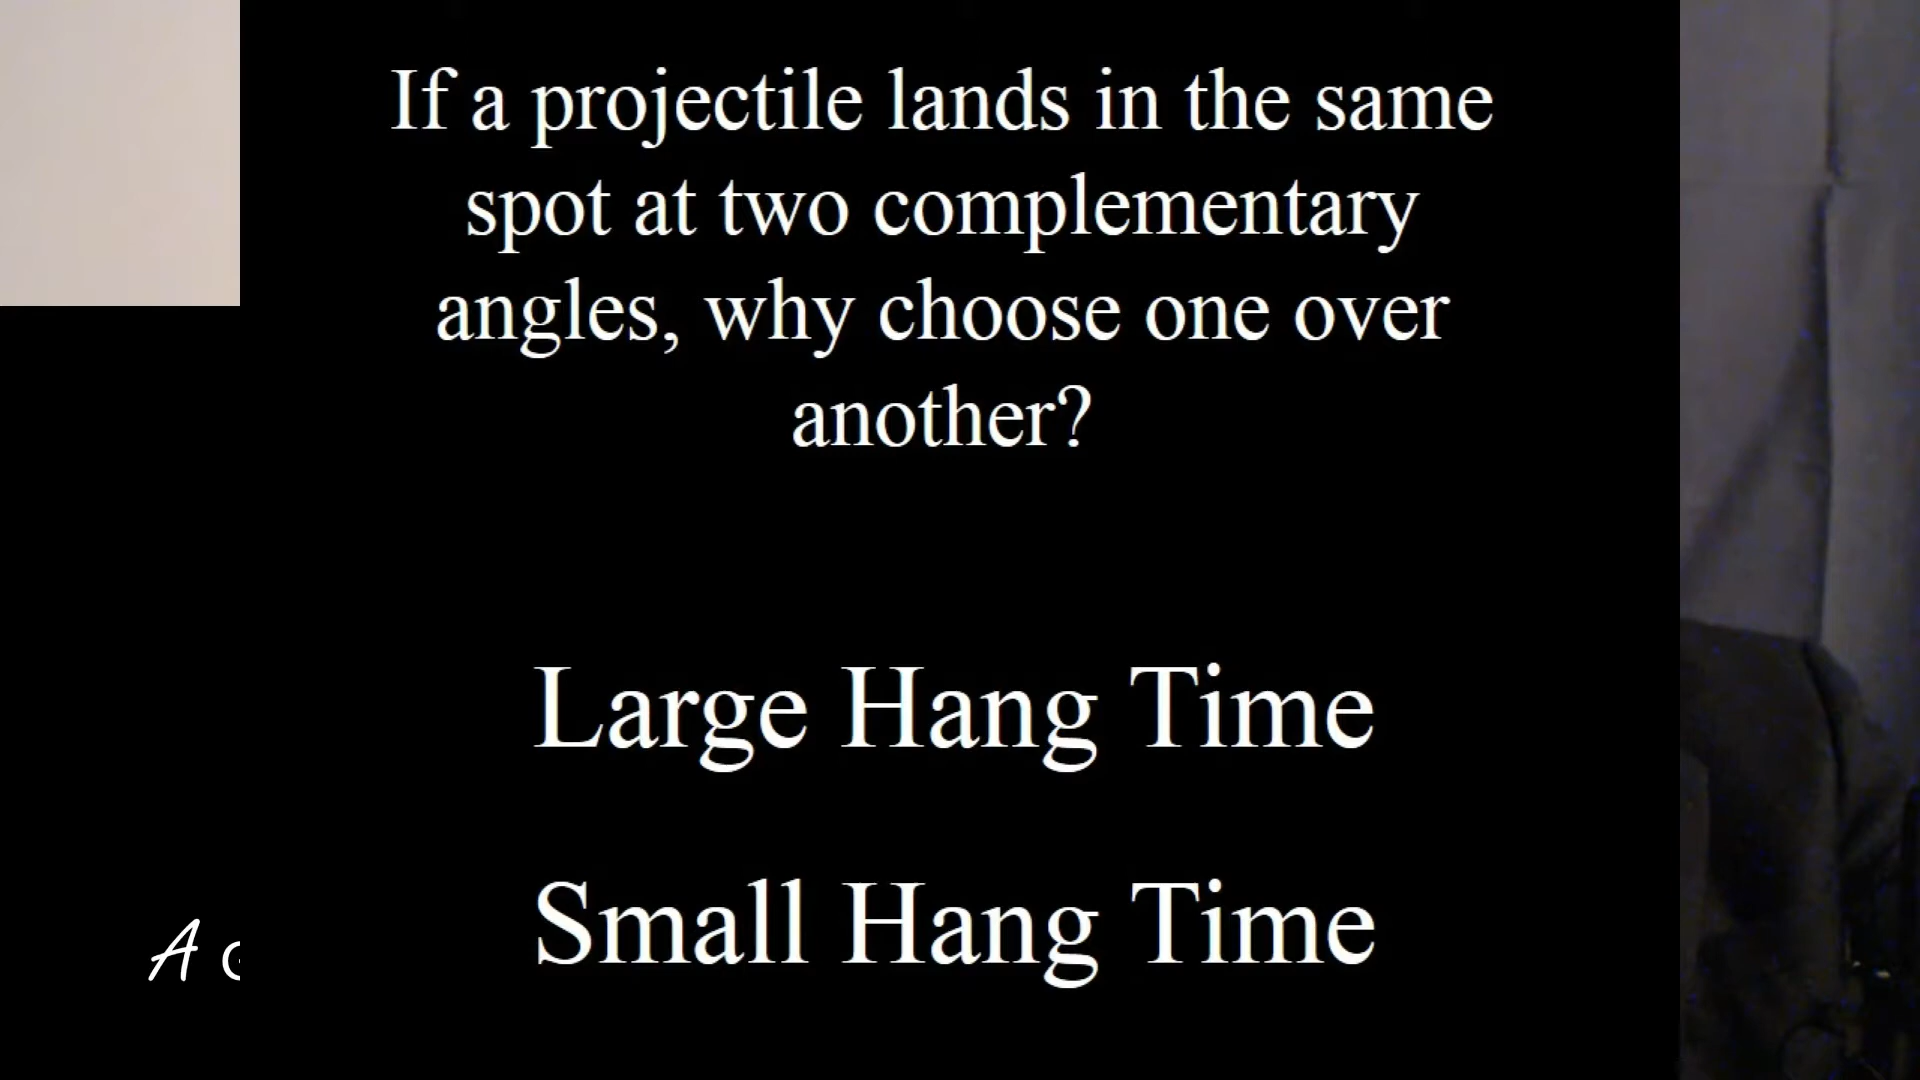 If a projectile lands in the same
spot at two complementary
angles, why choose one over
another?
Large Hang Time
Small Hang Time
A